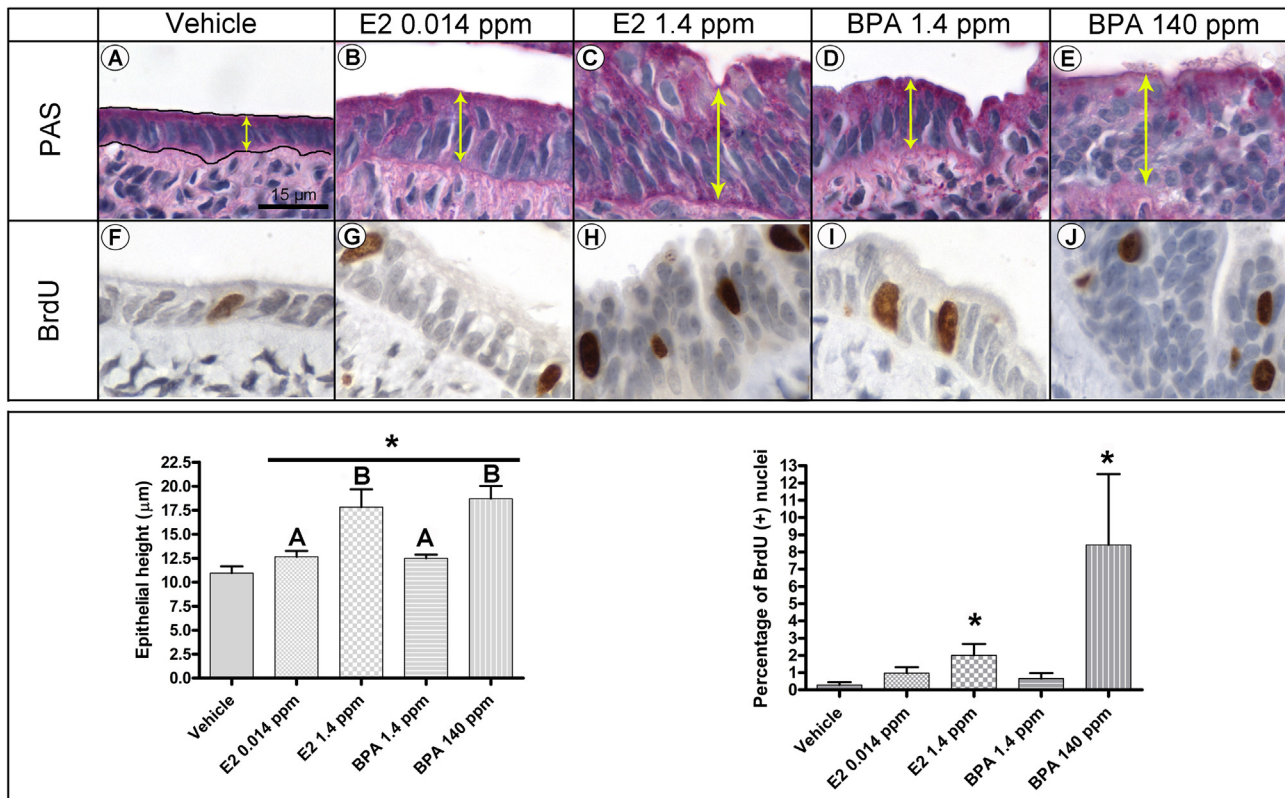 Vehicle E2 0.014 ppm E2 1.4 ppm BPA 1.4 ppm BPA 140 ppm
PAS
A B C D E
15 µm
BrdU
F G H I J
*
Epithelial height (µm)
22.5
20.0
17.5
15.0
12.5
10.0
7.5
5.0
2.5
0.0
A B A B
Vehicle
E2 0.014 ppm
E2 1.4 ppm
BPA 1.4 ppm
BPA 140 ppm
Percentage of BrdU (+) nuclei
13
12
11
10
9
8
7
6
5
4
3
2
1
0
* *
Vehicle
E2 0.014 ppm
E2 1.4 ppm
BPA 1.4 ppm
BPA 140 ppm